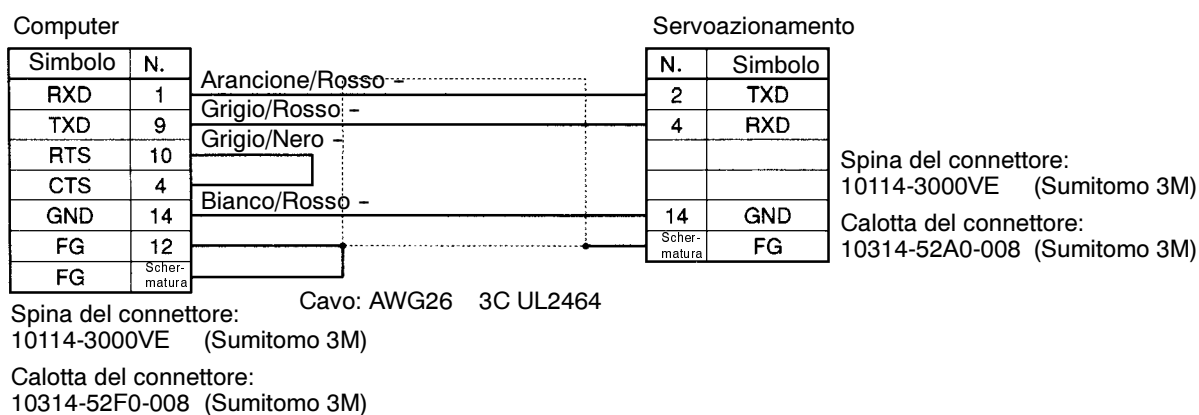 Computer
Servoazionamento
Simbolo N.
RXD 1
TXD 9
RTS 10
CTS 4
GND 14
FG 12
FG Scher-
matura
Arancione/Rosso –
Grigio/Rosso –
Grigio/Nero –
Bianco/Rosso –
N. Simbolo
2 TXD
4 RXD
14 GND
Scher-
matura FG
Spina del connettore:
10114-3000VE (Sumitomo 3M)
Calotta del connettore:
10314-52A0-008 (Sumitomo 3M)
Cavo: AWG26 3C UL2464
Spina del connettore:
10114-3000VE (Sumitomo 3M)
Calotta del connettore:
10314-52F0-008 (Sumitomo 3M)